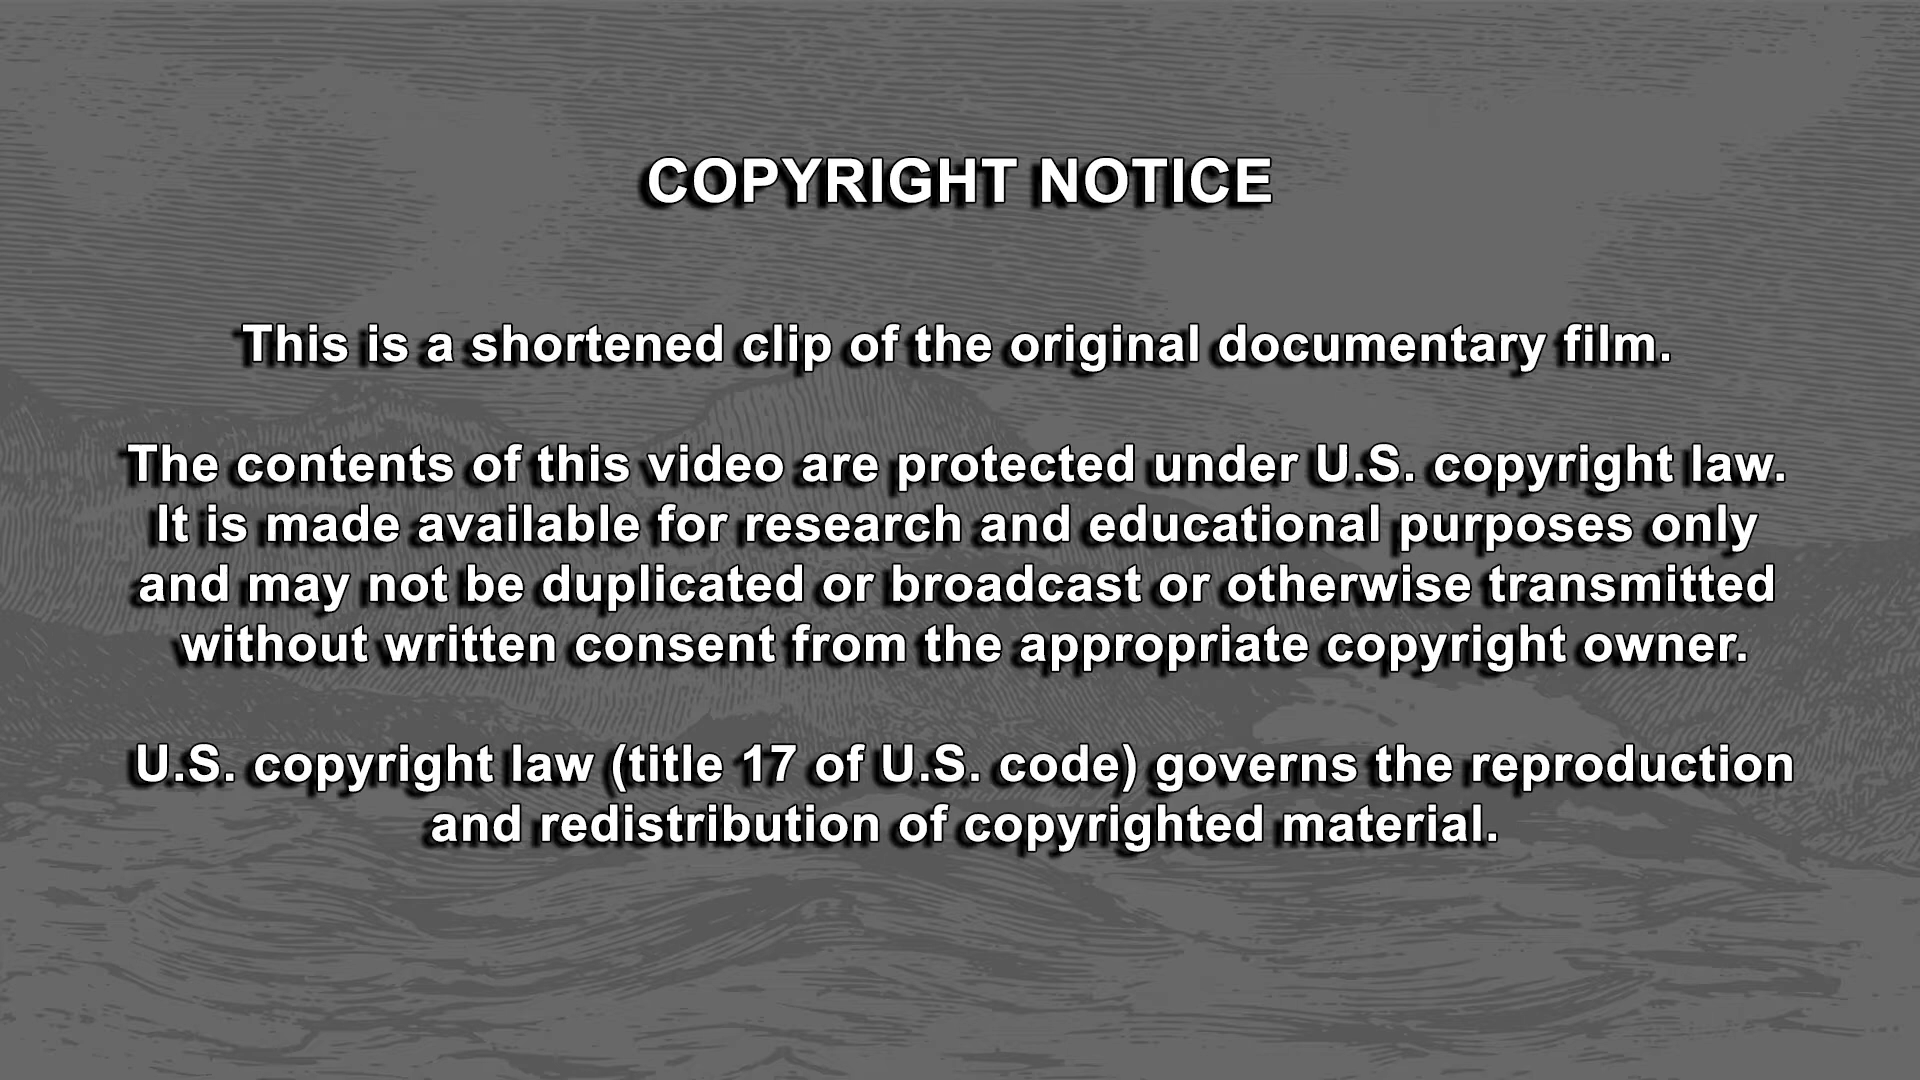 COPYRIGHT NOTICE
This is a shortened clip of the original documentary film.
The contents of this video are protected under U.S. copyright law.
It is made available for research and educational purposes only
and may not be duplicated or broadcast or otherwise transmitted
without written consent from the appropriate copyright owner.
U.S. copyright law (title 17 of U.S. code) governs the reproduction
and redistribution of copyrighted material.